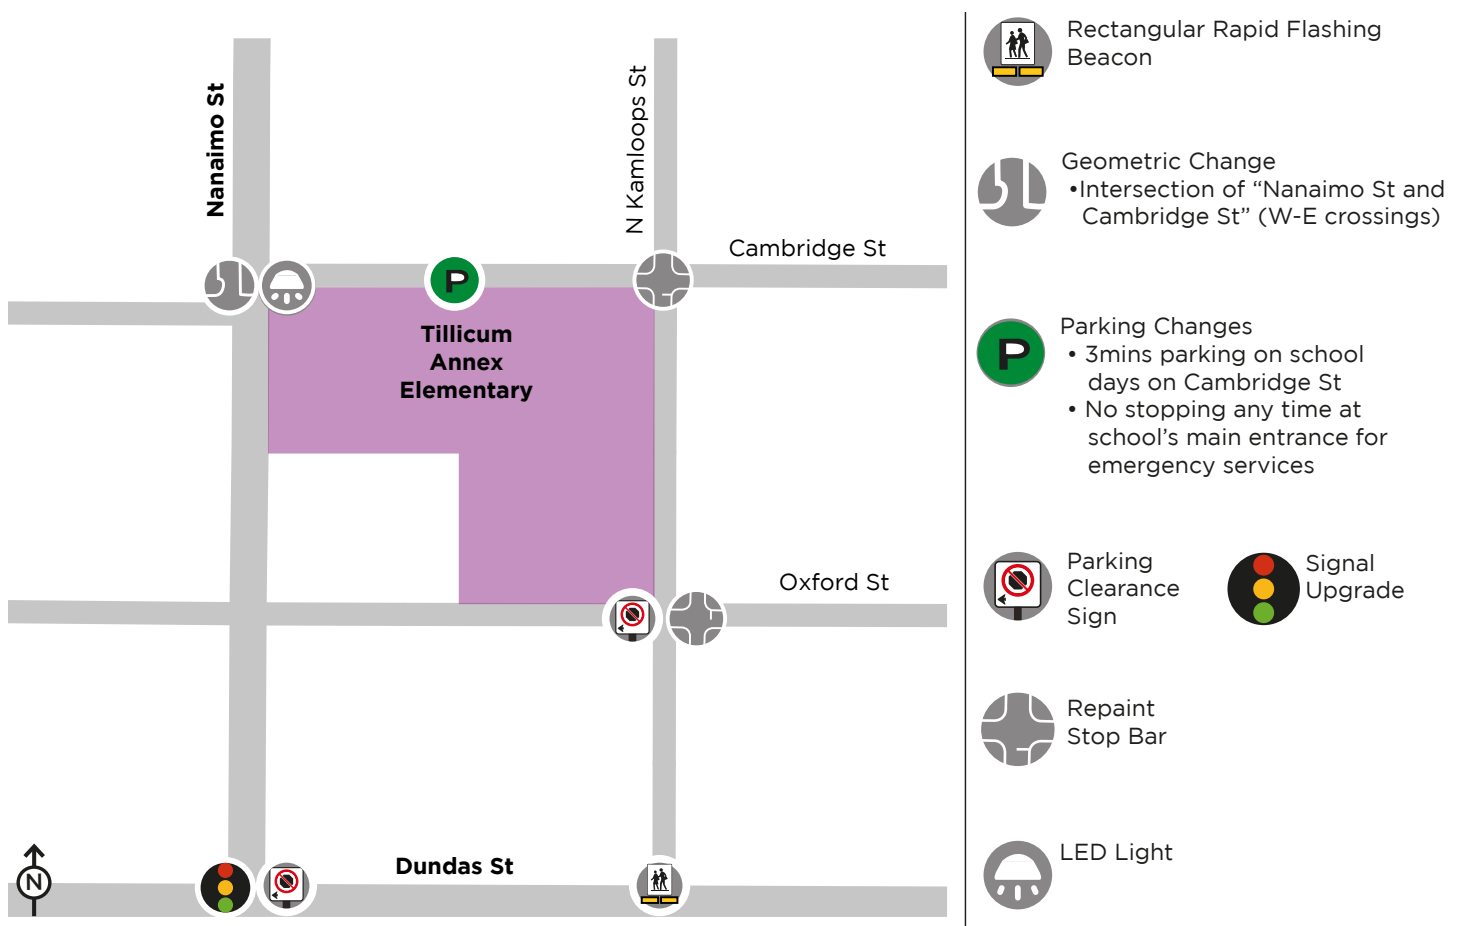 Nanaimo St
N Kamloops St
Cambridge St
P
Tillicum
Annex
Elementary
Oxford St
Dundas St
N
Rectangular Rapid Flashing
Beacon
Geometric Change
•Intersection of “Nanaimo St and
Cambridge St” (W-E crossings)
P
Parking Changes
• 3mins parking on school
days on Cambridge St
• No stopping any time at
school’s main entrance for
emergency services
Parking
Clearance
Sign
Signal
Upgrade
Repaint
Stop Bar
LED Light